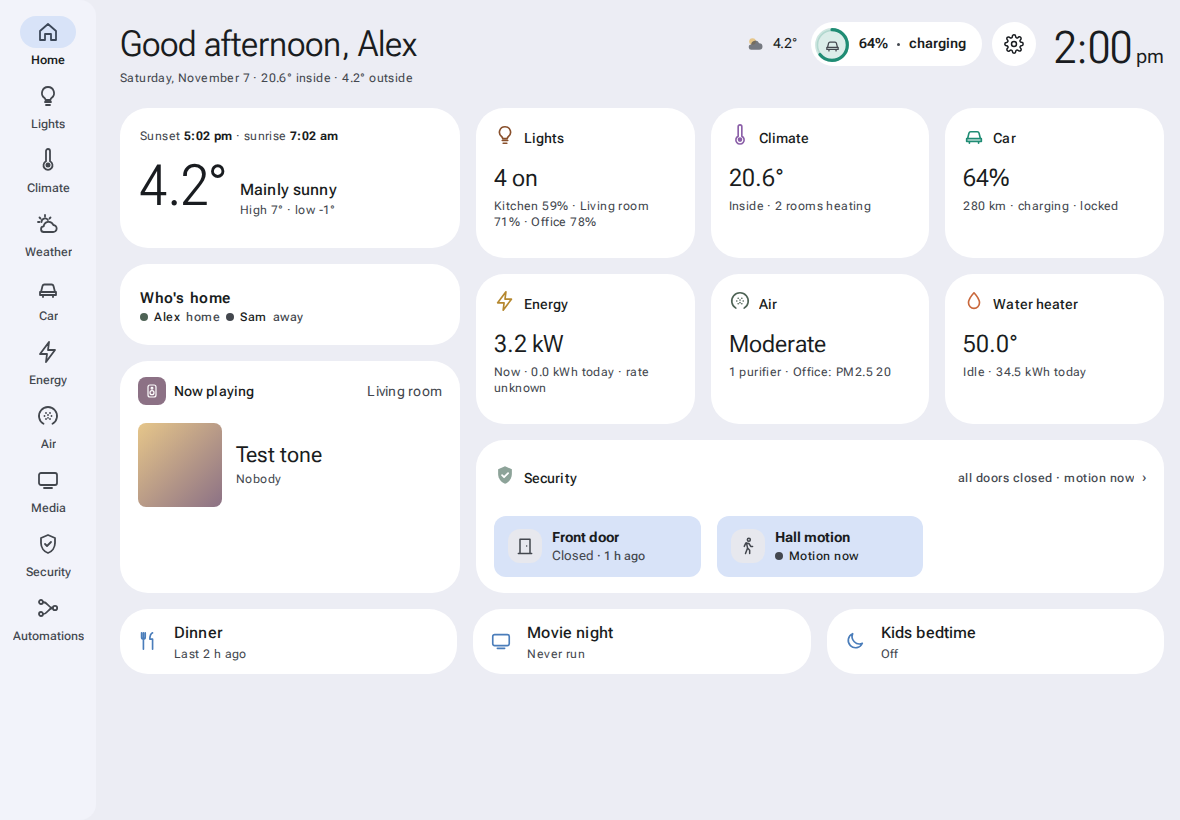 Home
Lights
Climate
Weather
Car
Energy
Air
Media
Security
Automations
Good afternoon, Alex
Saturday, November 7 · 20.6° inside · 4.2° outside
4.2°
64% · charging
2:00 pm
Sunset 5:02 pm · sunrise 7:02 am
4.2°
Mainly sunny
High 7° · low -1°
Who's home
Alex home Sam away
Now playing
Living room
Test tone
Nobody
Lights
4 on
Kitchen 59% · Living room
71% · Office 78%
Climate
20.6°
Inside · 2 rooms heating
Car
64%
280 km · charging · locked
Energy
3.2 kW
Now · 0.0 kWh today · rate
unknown
Air
Moderate
1 purifier · Office: PM2.5 20
Water heater
50.0°
Idle · 34.5 kWh today
Security
all doors closed · motion now ›
Front door
Closed · 1 h ago
Hall motion
Motion now
Dinner
Last 2 h ago
Movie night
Never run
Kids bedtime
Off